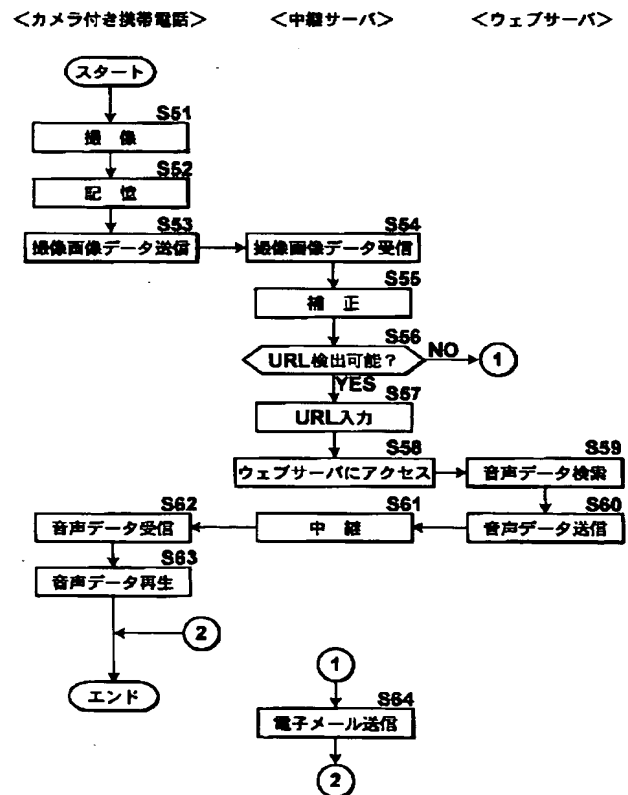 <カメラ付き携帯電話> <中継サーバ> <ウェブサーバ>
スタート
S51
撮 像
S52
記 憶
S53 S54
撮像画像データ送信 撮像画像データ受信
S55
補 正
S56
URL検出可能？ NO 1
YES
S57
URL入力
S58 S59
ウェブサーバにアクセス 音声データ検索
S62 S61 S60
音声データ受信 中 継 音声データ送信
S63
音声データ再生
2
1
エンド
S64
電子メール送信
2